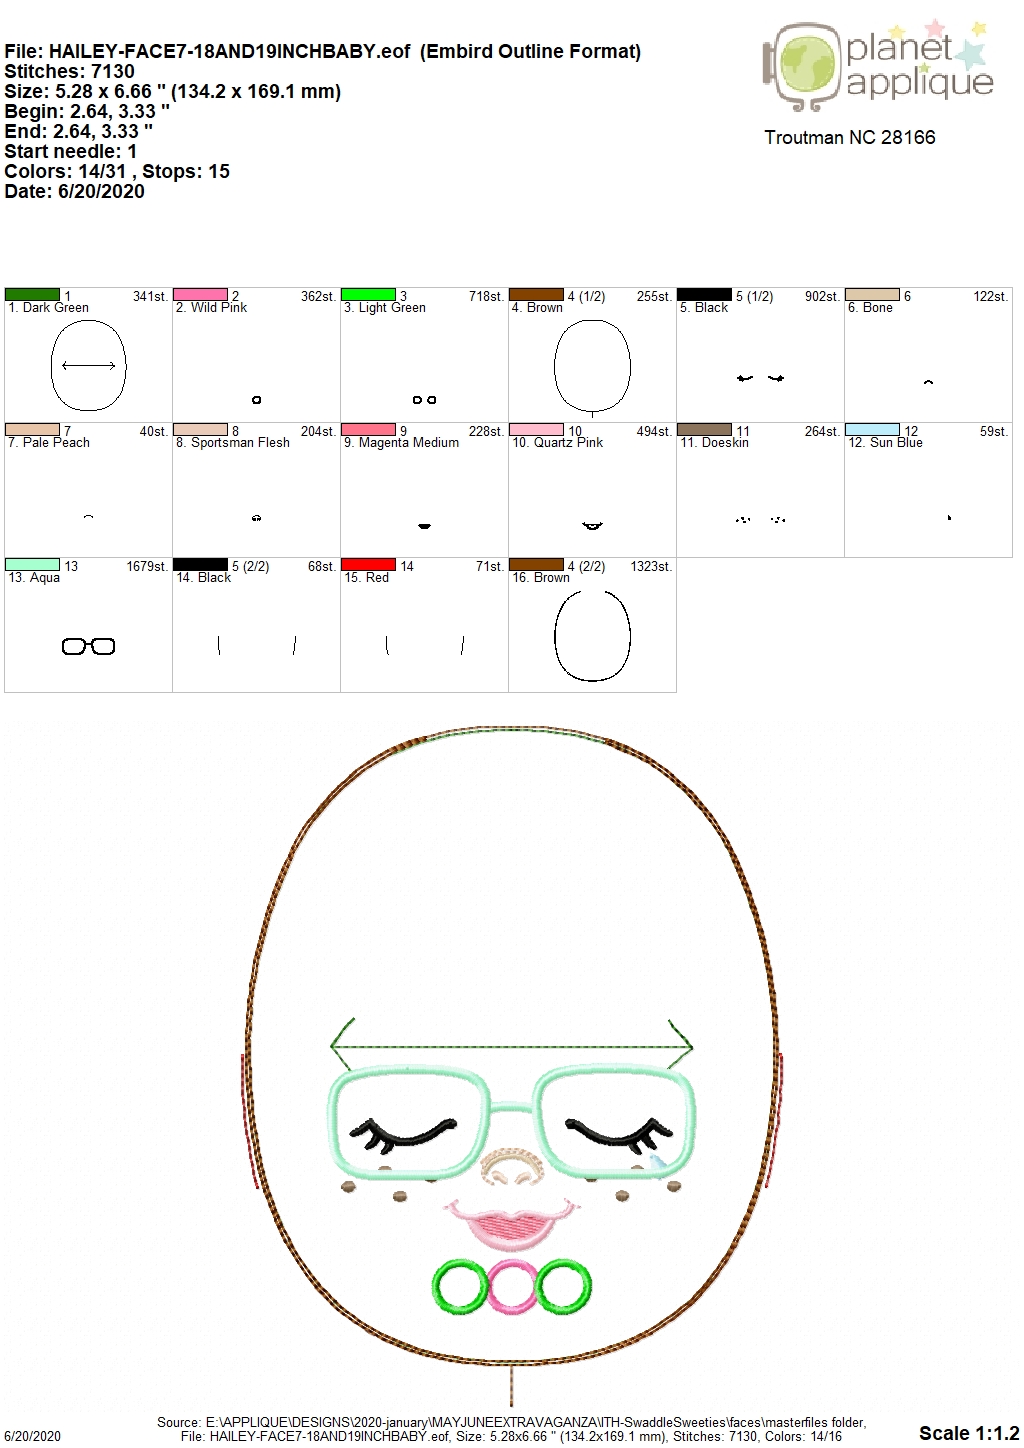 File: HAILEY-FACE7-18AND19INCHBABY.eof (Embird Outline Format)
Stitches: 7130
Size: 5.28 x 6.66 " (134.2 x 169.1 mm)
Begin: 2.64, 3.33 "
End: 2.64, 3.33 "
Start needle: 1
Colors: 14/31 , Stops: 15
Date: 6/20/2020
planet
applique
Troutman NC 28166
1 341st. 2 362st. 3 718st. 4 (1/2) 255st. 5 (1/2) 902st. 6 122st.
1. Dark Green 2. Wild Pink 3. Light Green 4. Brown 5. Black 6. Bone
7 40st. 8 204st. 9 228st. 10 494st. 11 264st. 12 59st.
7. Pale Peach 8. Sportsman Flesh 9. Magenta Medium 10. Quartz Pink 11. Doeskin 12. Sun Blue
13 1679st. 5 (2/2) 68st. 14 71st. 4 (2/2) 1323st.
13. Aqua 14. Black 15. Red 16. Brown
Source: E:\APPLIQUE\DESIGNS\2020-january\MAYJUNEEXTRAVAGANZA\ITH-SwaddleSweeties\faces\masterfiles folder,
6/20/2020 File: HAILEY-FACE7-18AND19INCHBABY.eof, Size: 5.28x6.66 " (134.2x169.1 mm), Stitches: 7130, Colors: 14/16 Scale 1:1.2